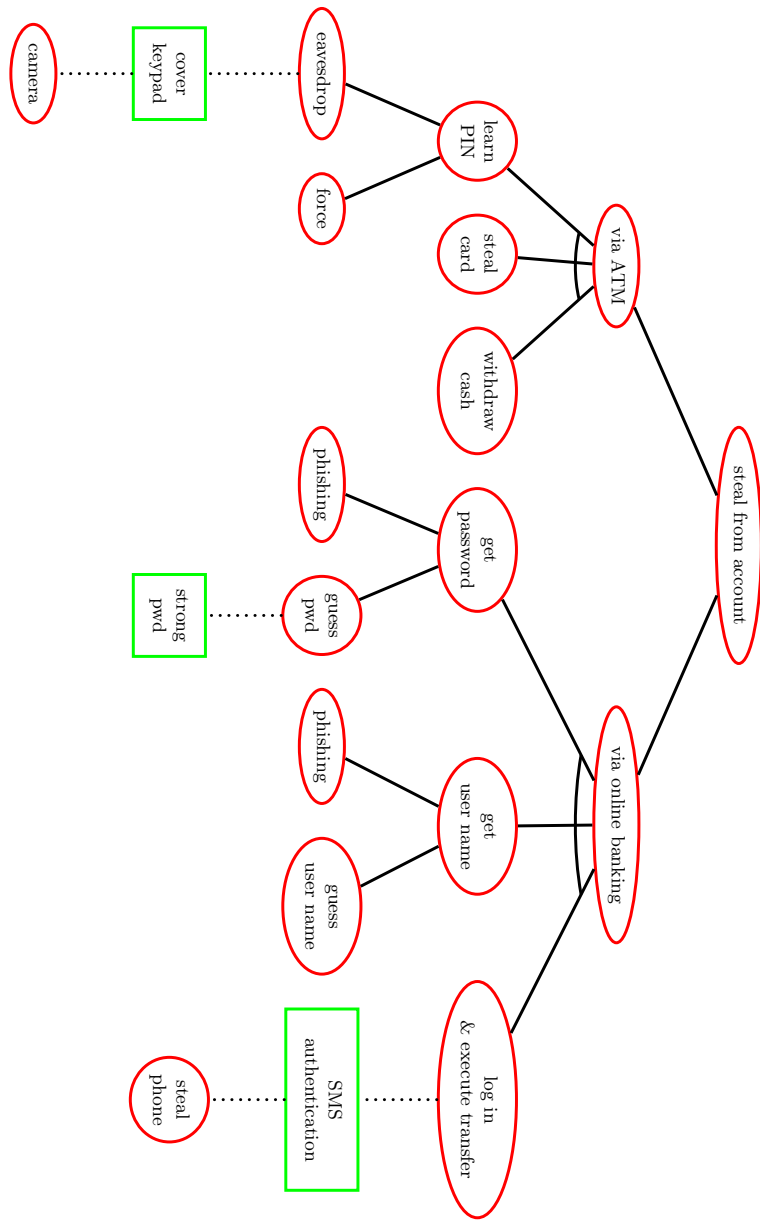 steal from account
via ATM
via online banking
learn
PIN
steal
card
withdraw
cash
get
password
get
user name
log in
& execute transfer
eavesdrop
force
phishing
guess
pwd
phishing
guess
user name
SMS
authentication
cover
keypad
strong
pwd
steal
phone
camera